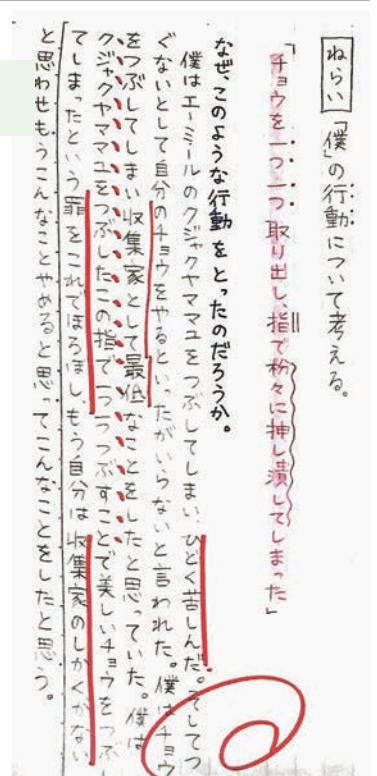 ねらい 「僕」の行動について考える。
「チョウを一つ一つ取り出し、指で粉々に押し潰してしまった」
なぜ、このような行動をとったのだろうか。
僕はエーミールのクジャクヤママユをつぶしてしまい、ひどく苦しんだ。そしてつ
ぐないとして自分のチョウをやるといったがいらないと言われた。僕はチョウ
をつぶしてしまい収集家として最低なことをしたと思っていた。僕は
クジャクヤママユをつぶしたこの指で一つ一つつぶすことで美しいチョウをつぶし
てしまったという罪をこれでほろぼし、もう自分は収集家のしかくがない
と思わせもうこんなことやめると思ってこんなことをしたと思う。